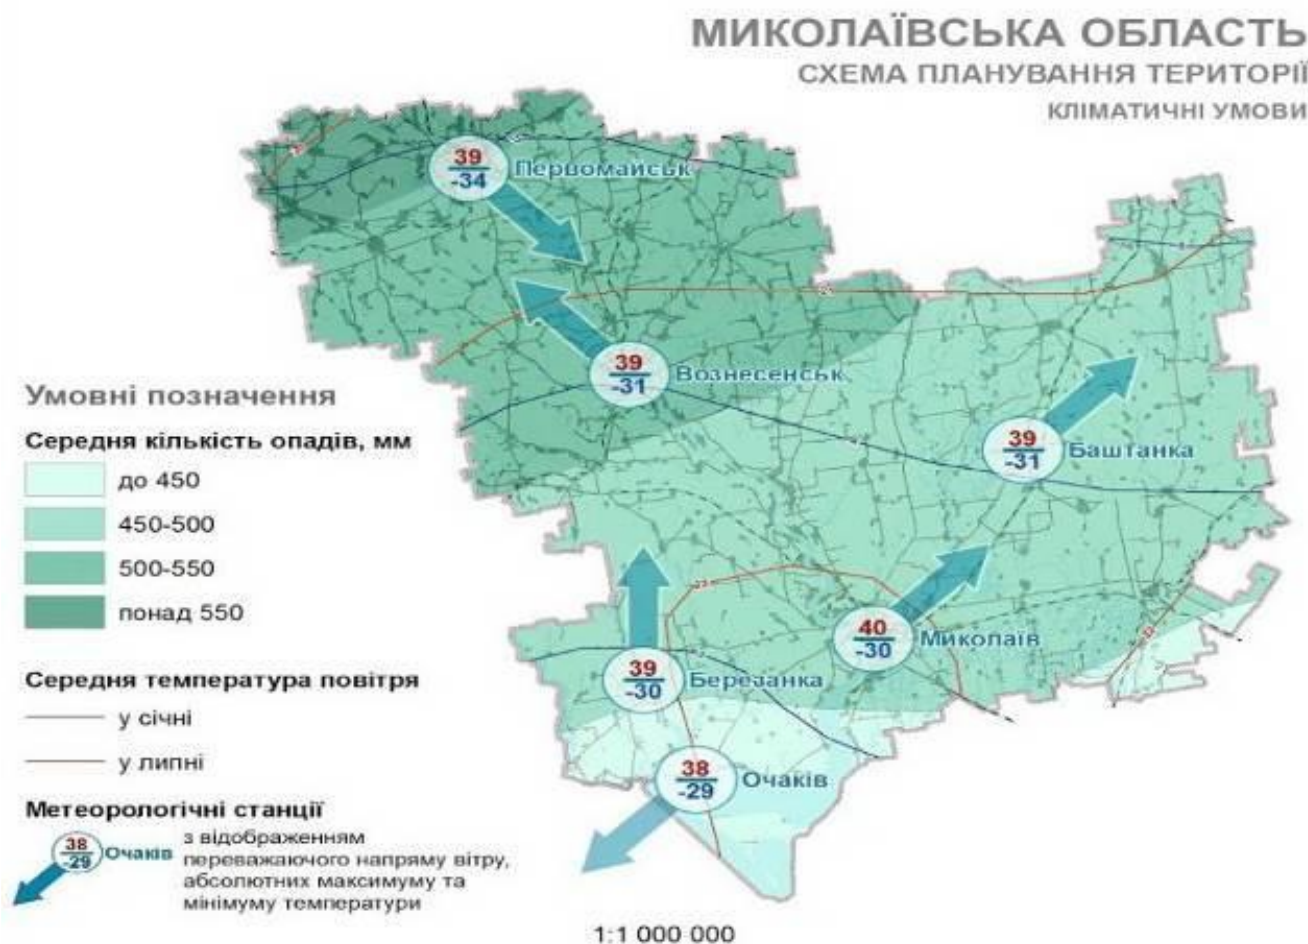 МИКОЛАЇВСЬКА ОБЛАСТЬ
СХЕМА ПЛАНУВАННЯ ТЕРИТОРІЇ
КЛІМАТИЧНІ УМОВИ
39
-34
Первомайськ
21
39
-31
Вознесенськ
39
-31
Баштанка
23
40
-30
Миколаїв
39
-30
Березанка
38
-29
Очаків
Умовні позначення
Середня кількість опадів, мм
до 450
450-500
500-550
понад 550
Середня температура повітря
у січні
у липні
Метеорологічні станції
38
-29
Очаків
з відображенням
переважаючого напряму вітру,
абсолютних максимуму та
мінімуму температури
1:1 000 000